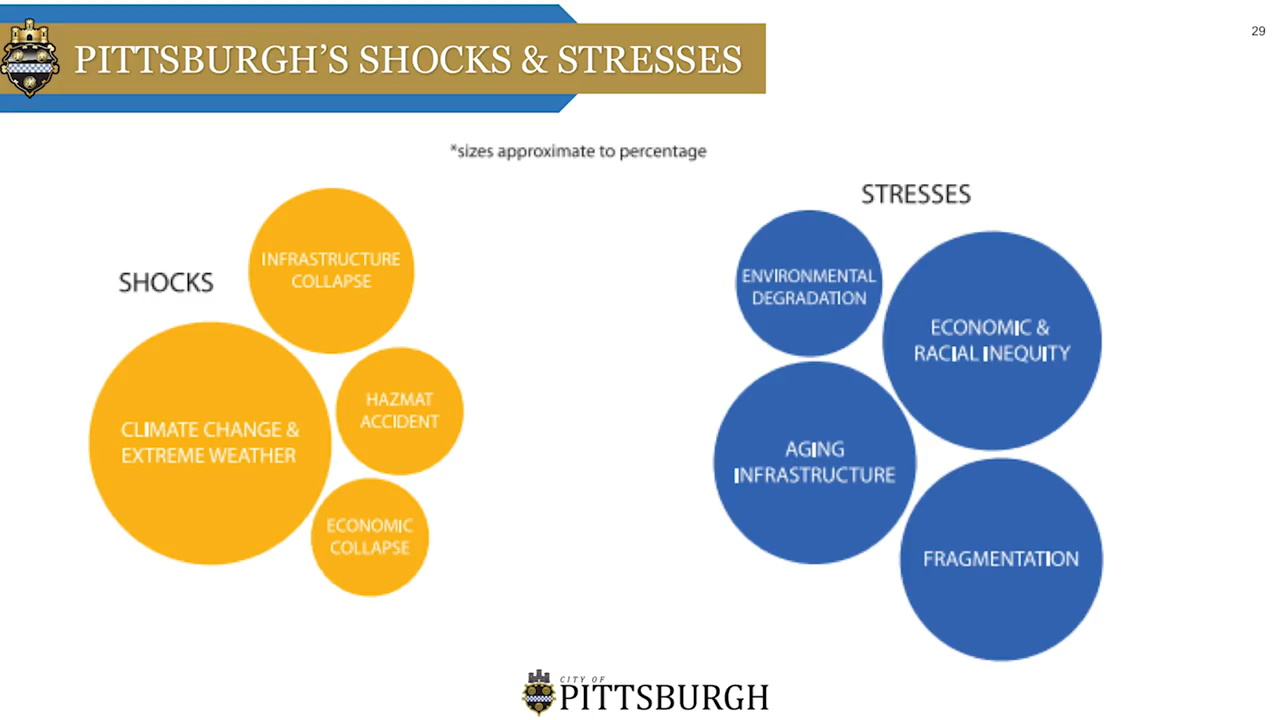 29
PITTSBURGH’S SHOCKS & STRESSES
*sizes approximate to percentage
SHOCKS
INFRASTRUCTURE
COLLAPSE
CLIMATE CHANGE &
EXTREME WEATHER
HAZMAT
ACCIDENT
ECONOMIC
COLLAPSE
STRESSES
ENVIRONMENTAL
DEGRADATION
ECONOMIC &
RACIAL INEQUITY
AGING
INFRASTRUCTURE
FRAGMENTATION
CITY OF
PITTSBURGH